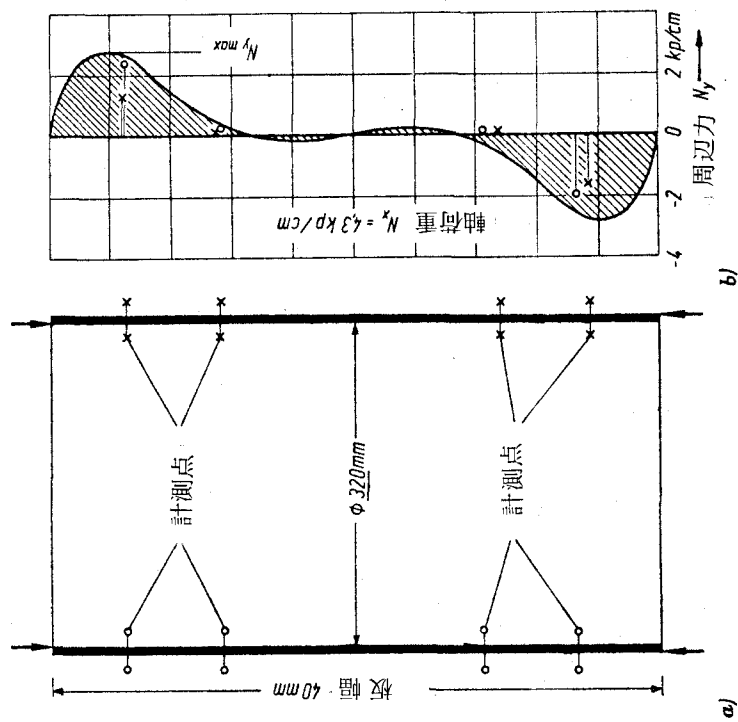 計測点
計測点
φ 320mm
板幅 40mm
a)
N_y max
軸荷重 N_x = 4,3 kp/cm
2 kp/cm
0
-2
-4
周辺力 N_y
b)